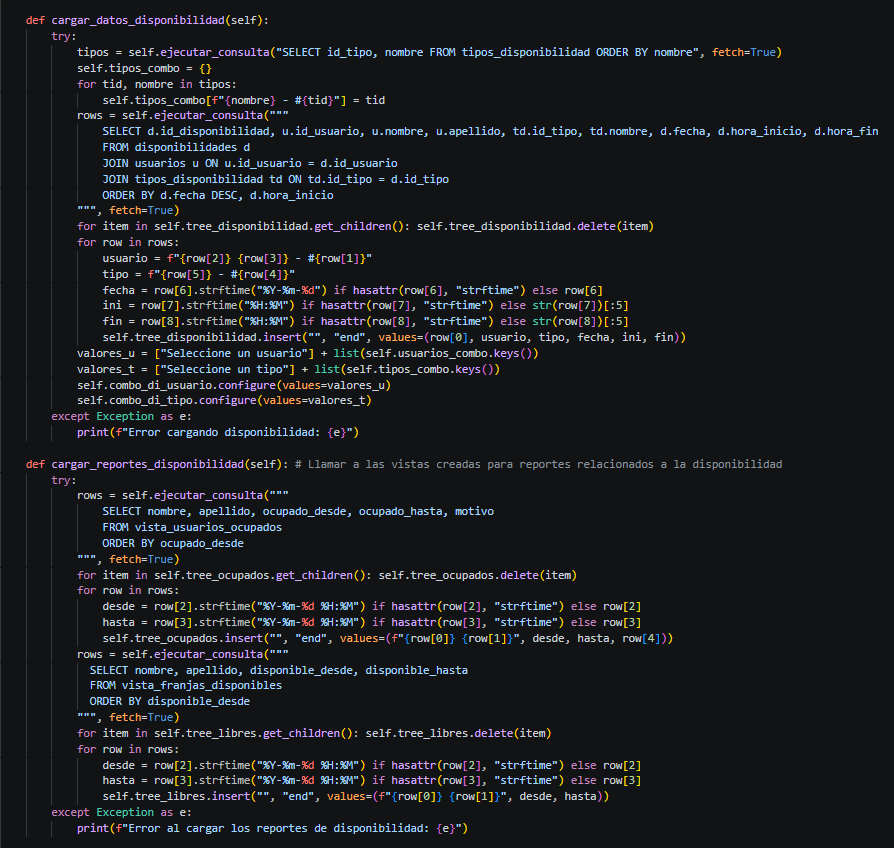 def cargar_datos_disponibilidad(self):
    try:
        tipos = self.ejecutar_consulta("SELECT id_tipo, nombre FROM tipos_disponibilidad ORDER BY nombre", fetch=True)
        self.tipos_combo = {}
        for tid, nombre in tipos:
            self.tipos_combo[f"{nombre} - #{tid}"] = tid
        rows = self.ejecutar_consulta("""
            SELECT d.id_disponibilidad, u.id_usuario, u.nombre, u.apellido, td.id_tipo, td.nombre, d.fecha, d.hora_inicio, d.hora_fin
            FROM disponibilidades d
            JOIN usuarios u ON u.id_usuario = d.id_usuario
            JOIN tipos_disponibilidad td ON td.id_tipo = d.id_tipo
            ORDER BY d.fecha DESC, d.hora_inicio
        """, fetch=True)
        for item in self.tree_disponibilidad.get_children(): self.tree_disponibilidad.delete(item)
        for row in rows:
            usuario = f"{row[2]} {row[3]} - #{row[1]}"
            tipo = f"{row[5]} - #{row[4]}"
            fecha = row[6].strftime("%Y-%m-%d") if hasattr(row[6], "strftime") else row[6]
            ini = row[7].strftime("%H:%M") if hasattr(row[7], "strftime") else str(row[7])[:5]
            fin = row[8].strftime("%H:%M") if hasattr(row[8], "strftime") else str(row[8])[:5]
            self.tree_disponibilidad.insert("", "end", values=(row[0], usuario, tipo, fecha, ini, fin))
        valores_u = ["Seleccione un usuario"] + list(self.usuarios_combo.keys())
        valores_t = ["Seleccione un tipo"] + list(self.tipos_combo.keys())
        self.combo_di_usuario.configure(values=valores_u)
        self.combo_di_tipo.configure(values=valores_t)
    except Exception as e:
        print(f"Error cargando disponibilidad: {e}")

def cargar_reportes_disponibilidad(self): # Llamar a las vistas creadas para reportes relacionados a la disponibilidad
    try:
        rows = self.ejecutar_consulta("""
            SELECT nombre, apellido, ocupado_desde, ocupado_hasta, motivo
            FROM vista_usuarios_ocupados
            ORDER BY ocupado_desde
        """, fetch=True)
        for item in self.tree_ocupados.get_children(): self.tree_ocupados.delete(item)
        for row in rows:
            desde = row[2].strftime("%Y-%m-%d %H:%M") if hasattr(row[2], "strftime") else row[2]
            hasta = row[3].strftime("%Y-%m-%d %H:%M") if hasattr(row[3], "strftime") else row[3]
            self.tree_ocupados.insert("", "end", values=(f"{row[0]} {row[1]}", desde, hasta, row[4]))
        rows = self.ejecutar_consulta("""
          SELECT nombre, apellido, disponible_desde, disponible_hasta
          FROM vista_franjas_disponibles
          ORDER BY disponible_desde
        """, fetch=True)
        for item in self.tree_libres.get_children(): self.tree_libres.delete(item)
        for row in rows:
            desde = row[2].strftime("%Y-%m-%d %H:%M") if hasattr(row[2], "strftime") else row[2]
            hasta = row[3].strftime("%Y-%m-%d %H:%M") if hasattr(row[3], "strftime") else row[3]
            self.tree_libres.insert("", "end", values=(f"{row[0]} {row[1]}", desde, hasta))
    except Exception as e:
        print(f"Error al cargar los reportes de disponibilidad: {e}")